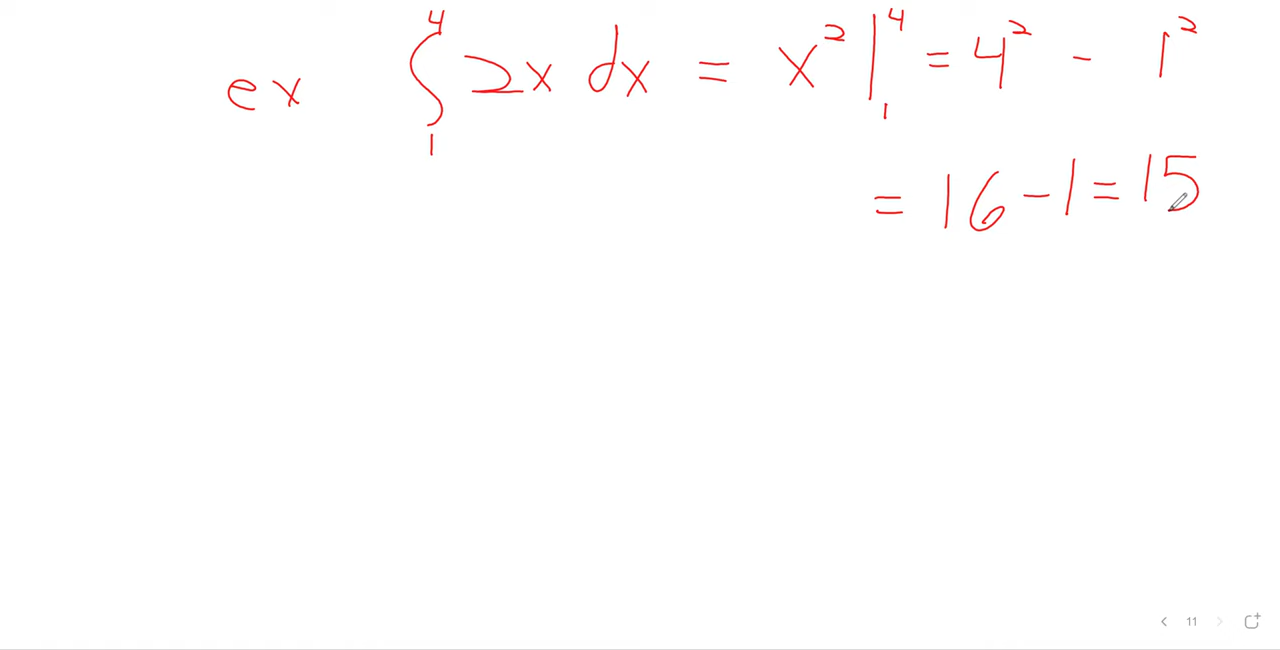 ex ∫₁⁴ 2x dx = x² |₁⁴ = 4² - 1²
= 16 - 1 = 15
< 11 >